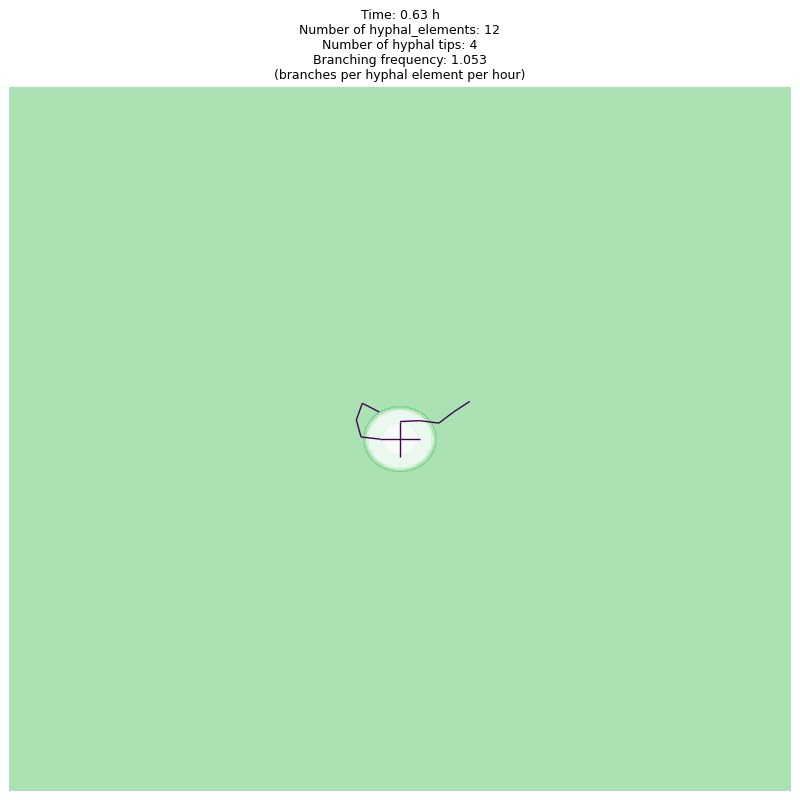 Time: 0.63 h
Number of hyphal_elements: 12
Number of hyphal tips: 4
Branching frequency: 1.053
(branches per hyphal element per hour)